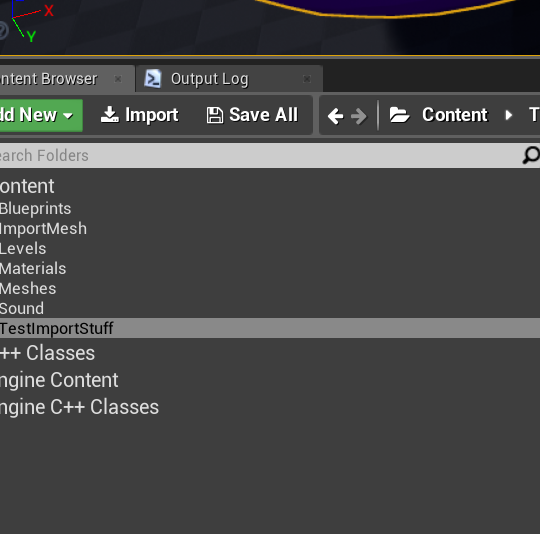 X
Y
ntent Browser
Output Log
dd New
Import
Save All
Content
T
earch Folders
ontent
Blueprints
ImportMesh
Levels
Materials
Meshes
Sound
TestImportStuff
++ Classes
ngine Content
ngine C++ Classes